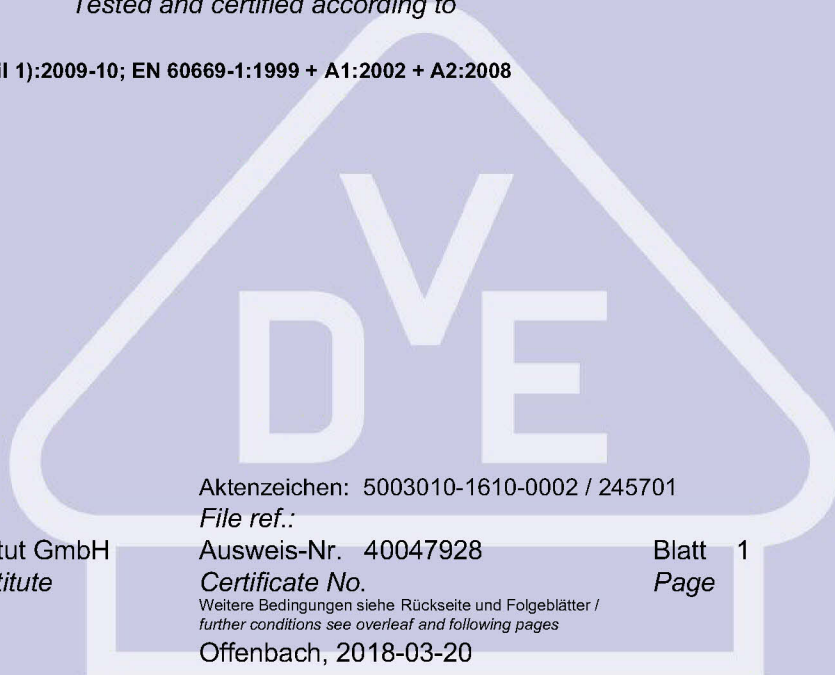 Tested and certified according to
il 1):2009-10; EN 60669-1:1999 + A1:2002 + A2:2008
DVE
Aktenzeichen: 5003010-1610-0002 / 245701
File ref.:
tut GmbH Ausweis-Nr. 40047928 Blatt 1
titute Certificate No. Page
Weitere Bedingungen siehe Rückseite und Folgeblätter /
further conditions see overleaf and following pages
Offenbach, 2018-03-20